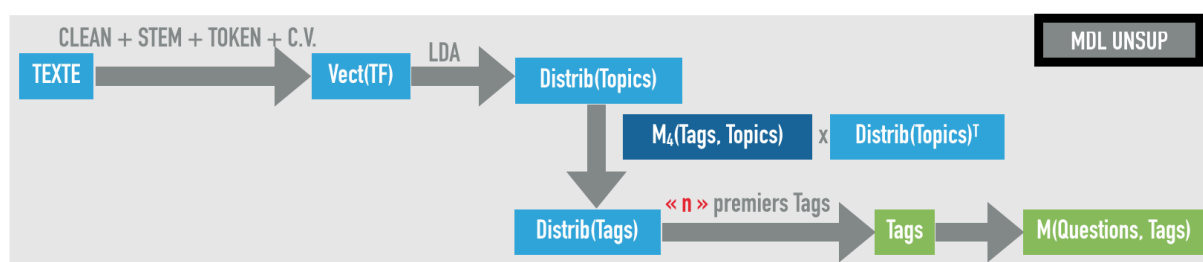 CLEAN + STEM + TOKEN + C.V.
MDL UNSUP
TEXTE
Vect(TF)
LDA
Distrib(Topics)
M₄(Tags, Topics)
x
Distrib(Topics)ᵀ
« n » premiers Tags
Distrib(Tags)
Tags
M(Questions, Tags)